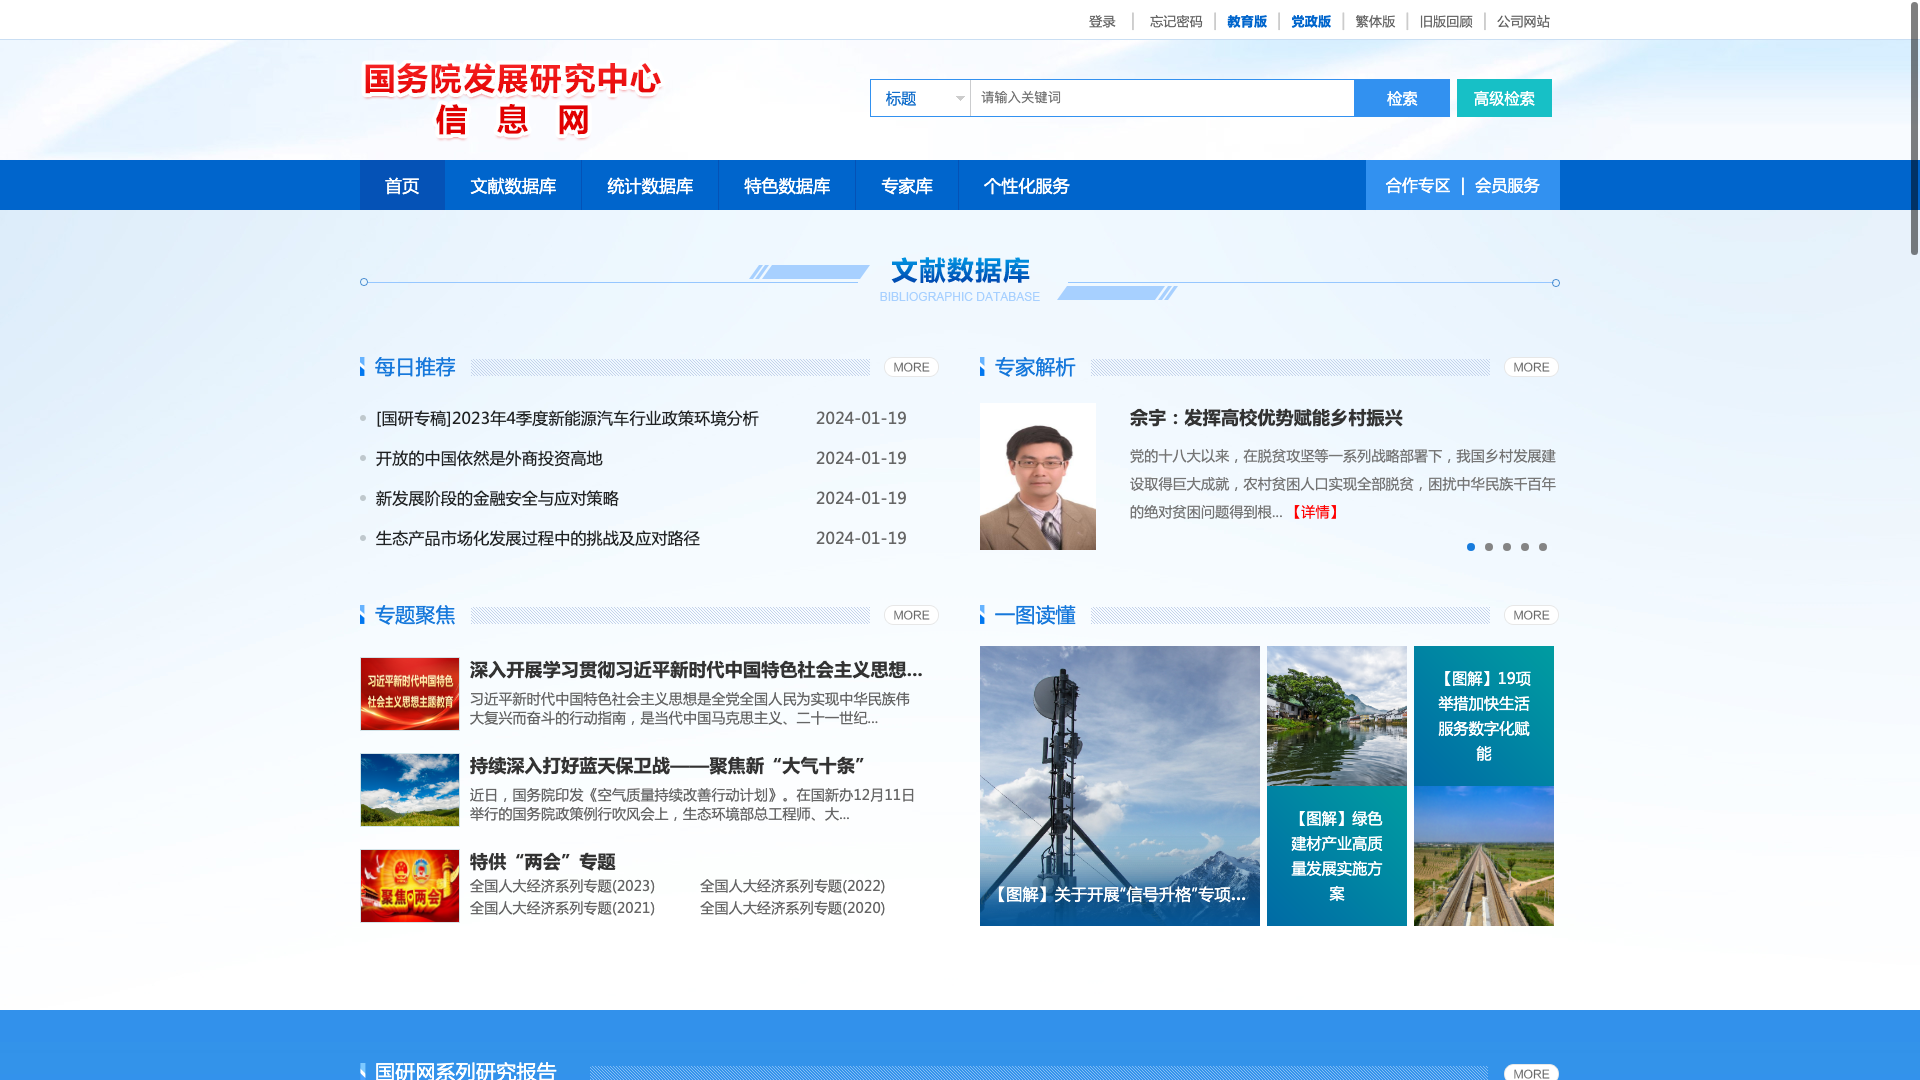 登录
忘记密码
教育版
党政版
繁体版
旧版回顾
公司网站
国务院发展研究中心
信息网
标题
请输入关键词
检索
高级检索
首页
文献数据库
统计数据库
特色数据库
专家库
个性化服务
合作专区
会员服务
文献数据库
BIBLIOGRAPHIC DATABASE
每日推荐
MORE
[国研专稿]2023年4季度新能源汽车行业政策环境分析 2024-01-19
开放的中国依然是外商投资高地 2024-01-19
新发展阶段的金融安全与应对策略 2024-01-19
生态产品市场化发展过程中的挑战及应对路径 2024-01-19
专家解析
MORE
佘宇：发挥高校优势赋能乡村振兴
党的十八大以来，在脱贫攻坚等一系列战略部署下，我国乡村发展建
设取得巨大成就，农村贫困人口实现全部脱贫，困扰中华民族千百年
的绝对贫困问题得到根... 【详情】
专题聚焦
MORE
习近平新时代中国特色
社会主义思想主题教育
深入开展学习贯彻习近平新时代中国特色社会主义思想...
习近平新时代中国特色社会主义思想是全党全国人民为实现中华民族伟
大复兴而奋斗的行动指南，是当代中国马克思主义、二十一世纪...
持续深入打好蓝天保卫战——聚焦新“大气十条”
近日，国务院印发《空气质量持续改善行动计划》。在国新办12月11日
举行的国务院政策例行吹风会上，生态环境部总工程师、大...
聚焦两会
特供“两会”专题
全国人大经济系列专题(2023) 全国人大经济系列专题(2022)
全国人大经济系列专题(2021) 全国人大经济系列专题(2020)
一图读懂
MORE
【图解】关于开展“信号升格”专项...
【图解】19项
举措加快生活
服务数字化赋
能
【图解】绿色
建材产业高质
量发展实施方
案
国研网系列研究报告
MORE